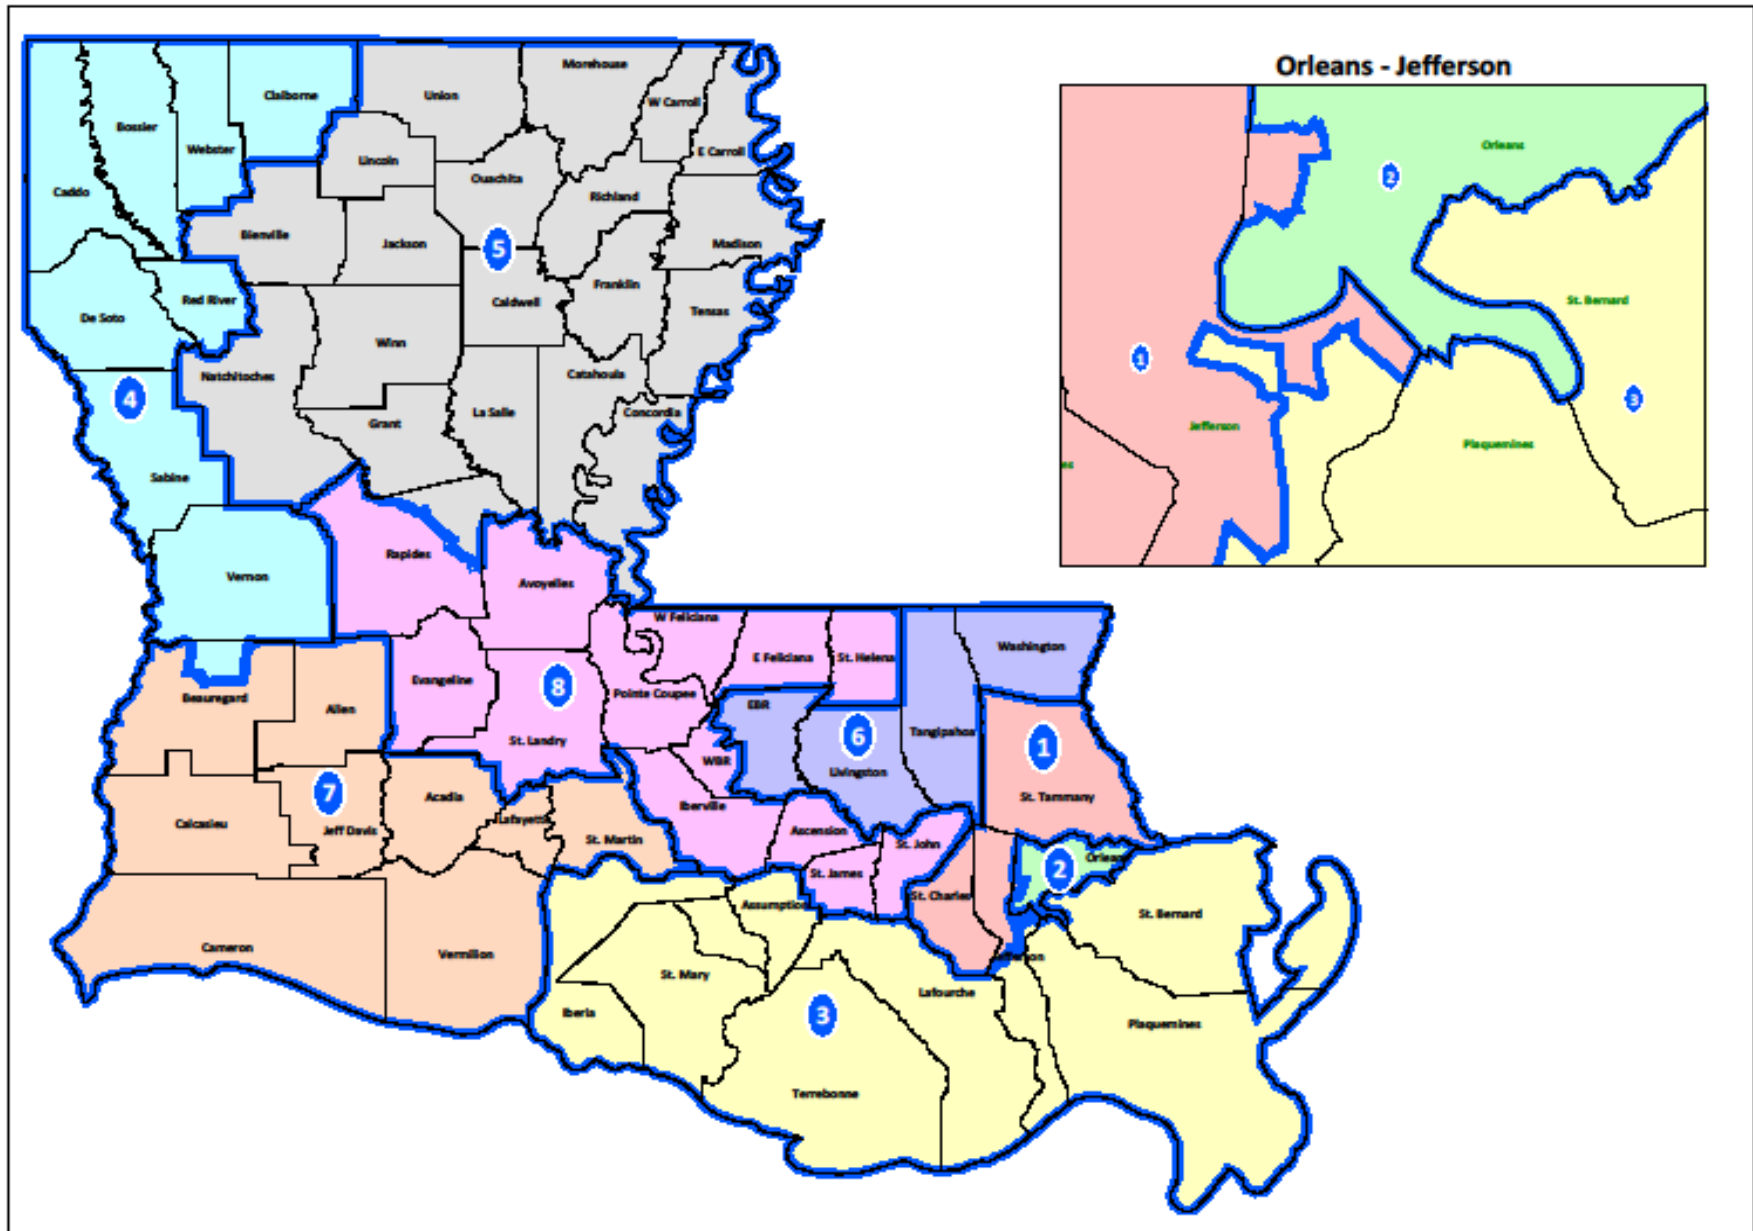 Orleans - Jefferson
Morehouse
Claiborne
Union
W Carroll
Bossier
Webster
Lincoln
E Carroll
Orleans
Caddo
Ouachita
2
Richland
Bienville
Jackson
5
Madison
Red River
Caldwell
Franklin
St. Bernard
De Soto
Tensas
Winn
1
Natchitoches
Catahoula
4
La Salle
Concordia
3
Grant
Jefferson
Plaquemines
es
Sabine
Rapides
Vernon
Avoyelles
W Feliciana
Washington
E Feliciana
St. Helena
Evangeline
8
Pointe Coupee
Beauregard
Allen
EBR
St. Landry
6
Tangipahoa
1
WBR
Livingston
7
Acadia
St. Tammany
Calcasieu
Jeff Davis
Lafayette
Iberville
Ascension
St. Martin
St. John
2
Orleans
St. James
St. Charles
Assumption
St. Bernard
Cameron
Vermilion
Jefferson
St. Mary
Lafourche
Iberia
3
Plaquemines
Terrebonne